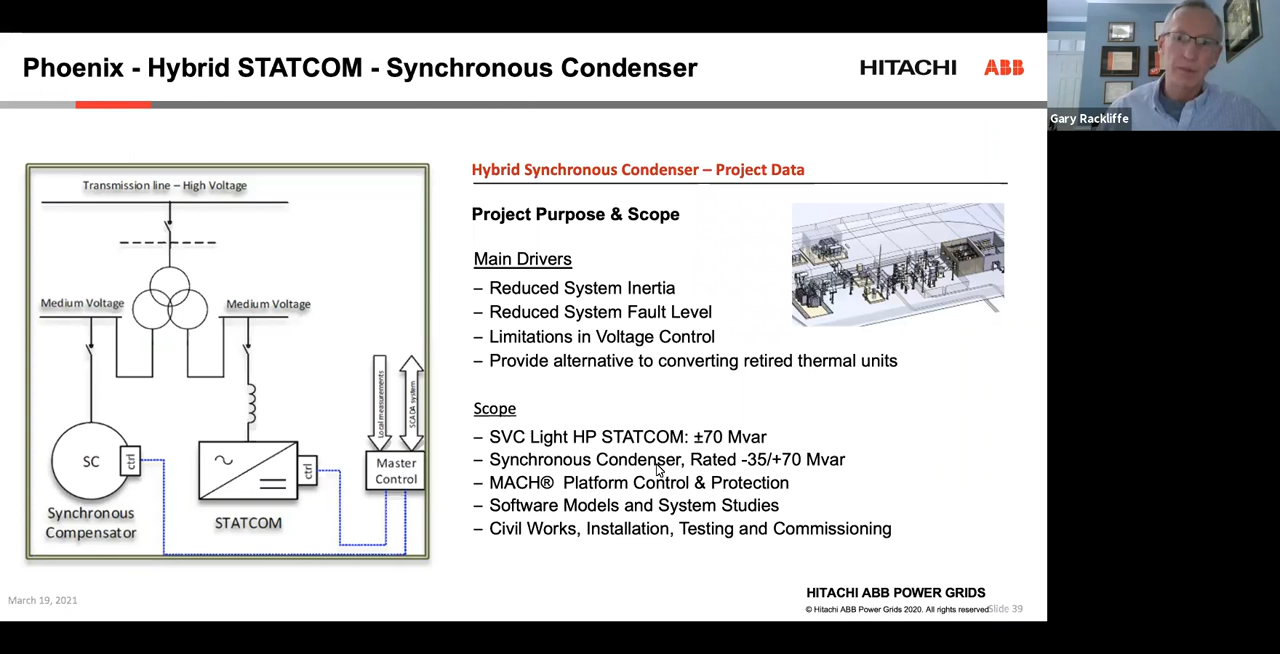 Phoenix - Hybrid STATCOM - Synchronous Condenser
HITACHI ABB
Gary Rackliffe
Transmission line – High Voltage
Medium Voltage
Medium Voltage
Local measurements
SCADA system
SC
ctrl
ctrl
Master
Control
Synchronous
Compensator
STATCOM
Hybrid Synchronous Condenser – Project Data
Project Purpose & Scope
Main Drivers
– Reduced System Inertia
– Reduced System Fault Level
– Limitations in Voltage Control
– Provide alternative to converting retired thermal units
Scope
– SVC Light HP STATCOM: ±70 Mvar
– Synchronous Condenser, Rated -35/+70 Mvar
– MACH® Platform Control & Protection
– Software Models and System Studies
– Civil Works, Installation, Testing and Commissioning
March 19, 2021
HITACHI ABB POWER GRIDS
© Hitachi ABB Power Grids 2020. All rights reserved
Slide 39